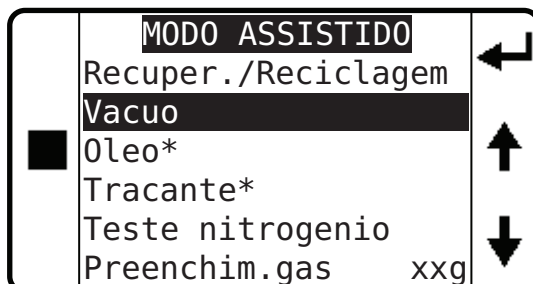 MODO ASSISTIDO
Recuper./Reciclagem
Vacuo
Oleo*
Tracante*
Teste nitrogenio
Preenchim.gas xxg